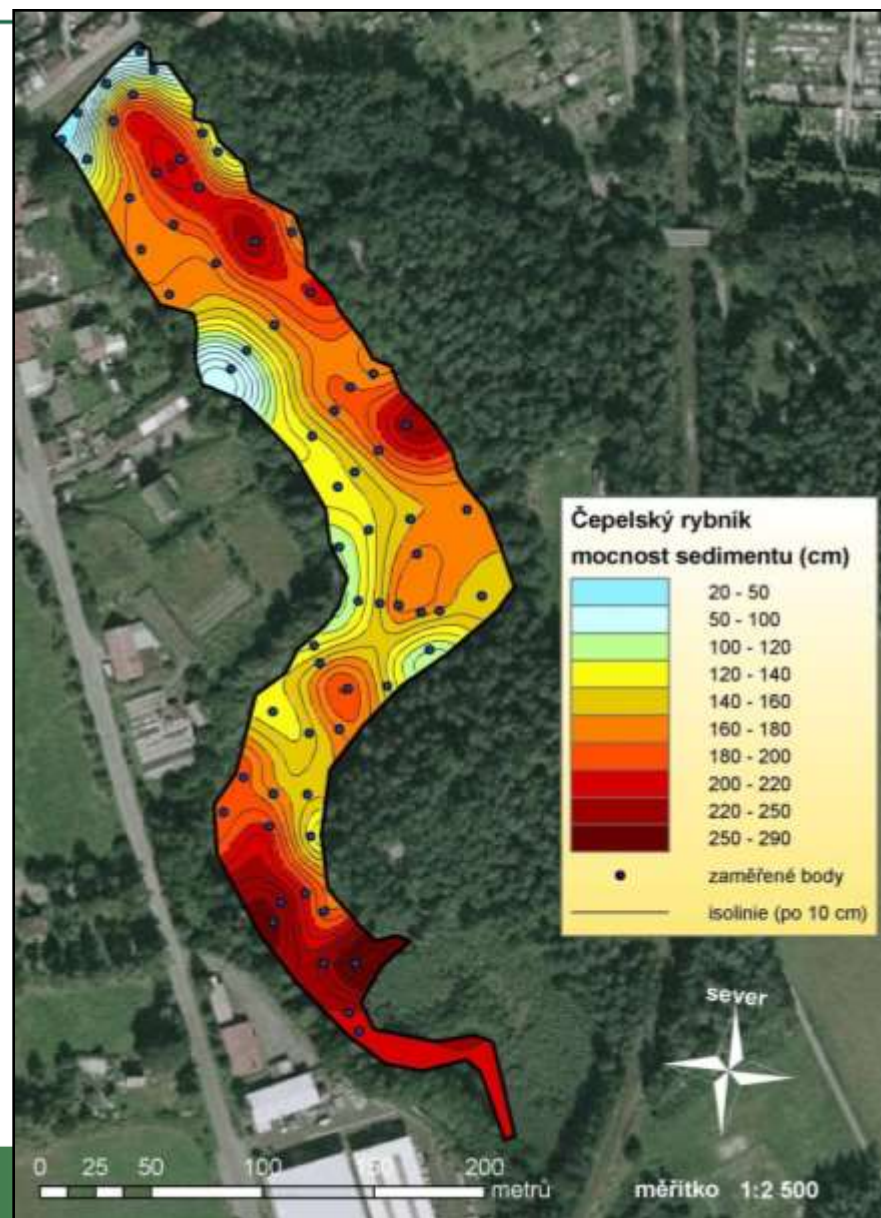 Čepelský rybník
mocnost sedimentu (cm)
20 - 50
50 - 100
100 - 120
120 - 140
140 - 160
160 - 180
180 - 200
200 - 220
220 - 250
250 - 290
zaměřené body
isolinie (po 10 cm)
sever
0 25 50 100 150 200
metrů
měřítko 1:2 500